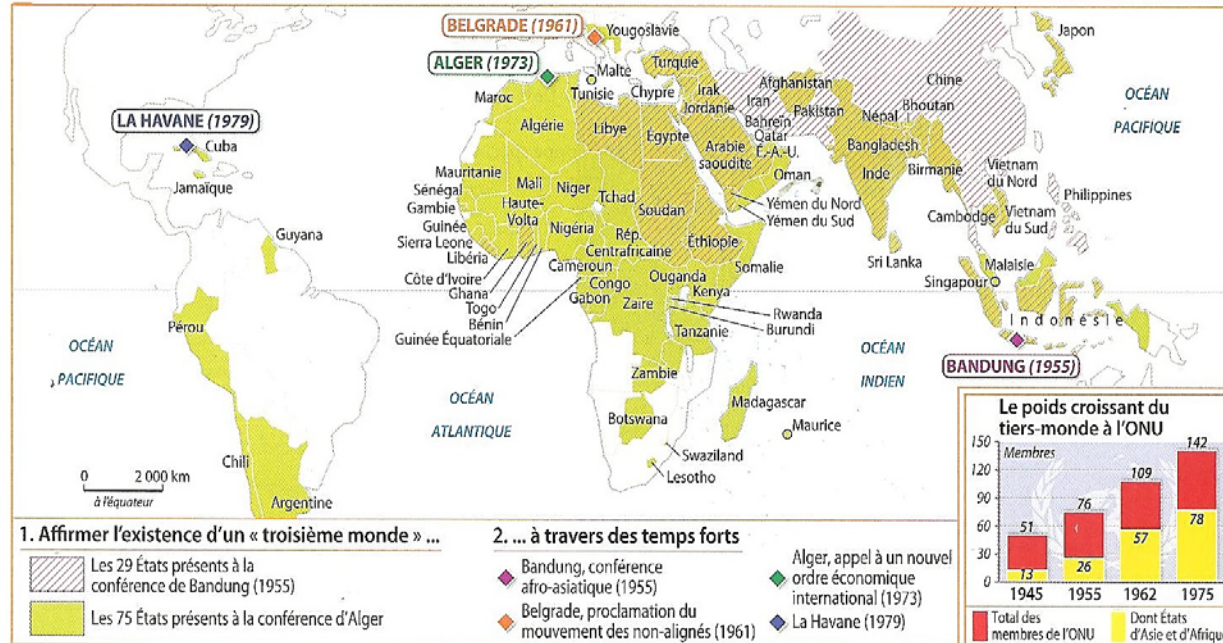 BELGRADE (1961)
Yougoslavie
Japon
ALGER (1973)
Malte
Turquie
Tunisie
Chypre
Irak
Jordanie
Afghanistan
Chine
Maroc
Iran
Pakistan
Bahreïn
Népal
Bhoutan
OCÉAN
PACIFIQUE
LA HAVANE (1979)
Cuba
Jamaïque
Algérie
Libye
Égypte
Qatar
Arabie
saoudite
É.-A.-U.
Bangladesh
Oman
Inde
Birmanie
Vietnam
du Nord
Philippines
Mauritanie
Sénégal
Gambie
Mali
Niger
Tchad
Haute-
Volta
Soudan
Yémen du Nord
Yémen du Sud
Cambodge
Vietnam
du Sud
Guyana
Guinée
Sierra Leone
Libéria
Nigéria
Rép.
Centrafricaine
Éthiopie
Côte d'Ivoire
Ghana
Togo
Bénin
Guinée Équatoriale
Cameroun
Congo
Gabon
Ouganda
Somalie
Kenya
Zaïre
Rwanda
Burundi
Tanzanie
Sri Lanka
Malaisie
Singapour
Indonésie
Pérou
OCÉAN
PACIFIQUE
OCÉAN
ATLANTIQUE
OCÉAN
INDIEN
BANDUNG (1955)
Zambie
Madagascar
Botswana
Maurice
Swaziland
Lesotho
Chili
Argentine
0 2 000 km
à l'équateur
Le poids croissant du
tiers-monde à l'ONU
Membres
150
120
90
60
30
0
51
13
76
26
109
57
142
78
1945 1955 1962 1975
Total des
membres de l'ONU
Dont États
d'Asie et d'Afrique
1. Affirmer l'existence d'un « troisième monde » ...
Les 29 États présents à la
conférence de Bandung (1955)
Les 75 États présents à la conférence d'Alger
2. ... à travers des temps forts
Bandung, conférence
afro-asiatique (1955)
Belgrade, proclamation du
mouvement des non-alignés (1961)
Alger, appel à un nouvel
ordre économique
international (1973)
La Havane (1979)